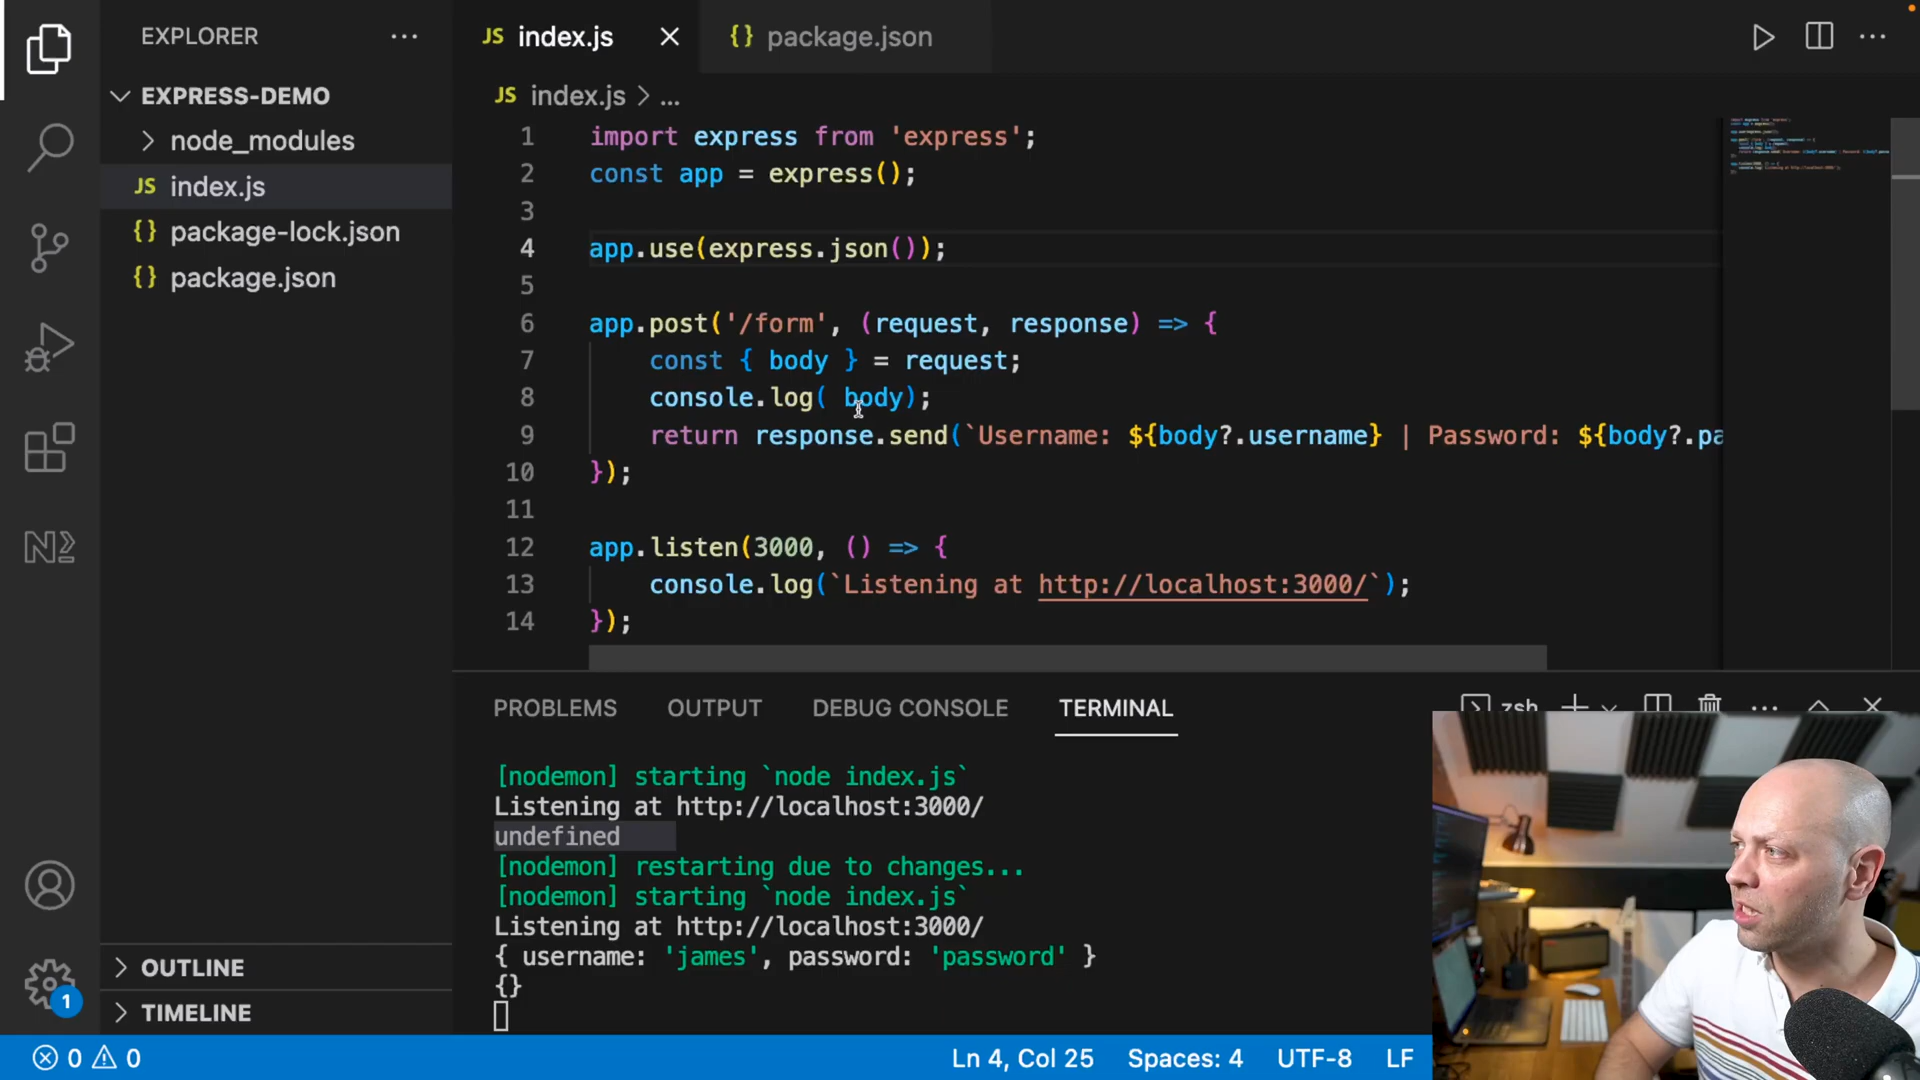 EXPLORER
EXPRESS-DEMO
node_modules
JS index.js
{} package-lock.json
{} package.json
OUTLINE
TIMELINE
JS index.js
{} package.json
JS index.js > ...
1 import express from 'express';
2 const app = express();
3
4 app.use(express.json());
5
6 app.post('/form', (request, response) => {
7 const { body } = request;
8 console.log( body);
9 return response.send(`Username: ${body?.username} | Password: ${body?.pa
10 });
11
12 app.listen(3000, () => {
13 console.log(`Listening at http://localhost:3000/`);
14 });
PROBLEMS OUTPUT DEBUG CONSOLE TERMINAL zsh
[nodemon] starting `node index.js`
Listening at http://localhost:3000/
undefined
[nodemon] restarting due to changes...
[nodemon] starting `node index.js`
Listening at http://localhost:3000/
{ username: 'james', password: 'password' }
{}
1
0 0 Ln 4, Col 25 Spaces: 4 UTF-8 LF